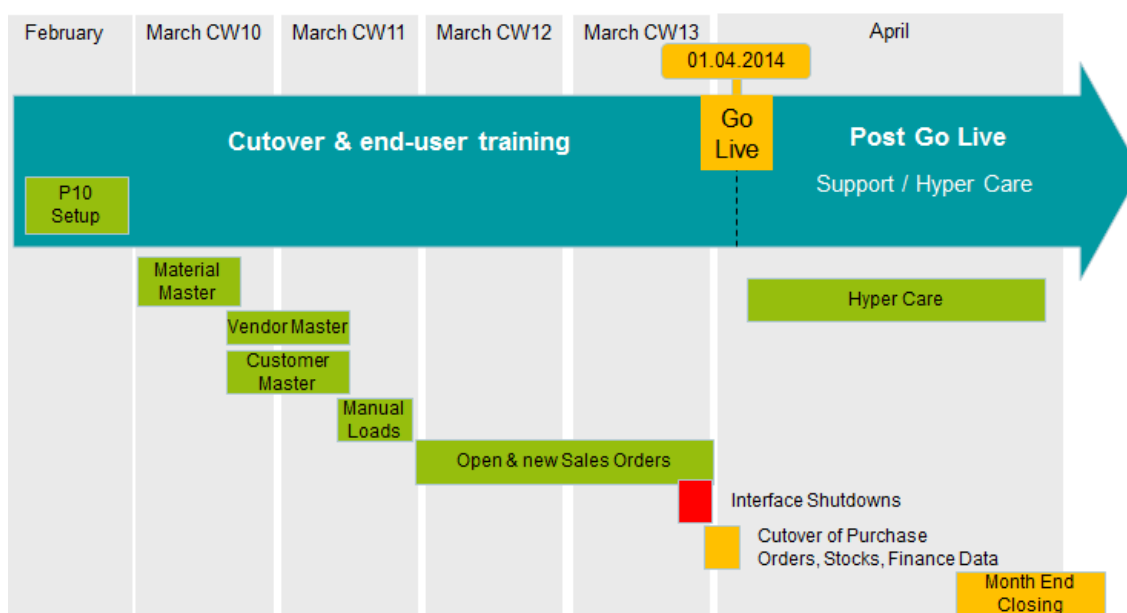 February
March CW10
March CW11
March CW12
March CW13
April
01.04.2014
Cutover & end-user training
Go
Live
Post Go Live
Support / Hyper Care
P10
Setup
Material
Master
Hyper Care
Vendor Master
Customer
Master
Manual
Loads
Open & new Sales Orders
Interface Shutdowns
Cutover of Purchase
Orders, Stocks, Finance Data
Month End
Closing